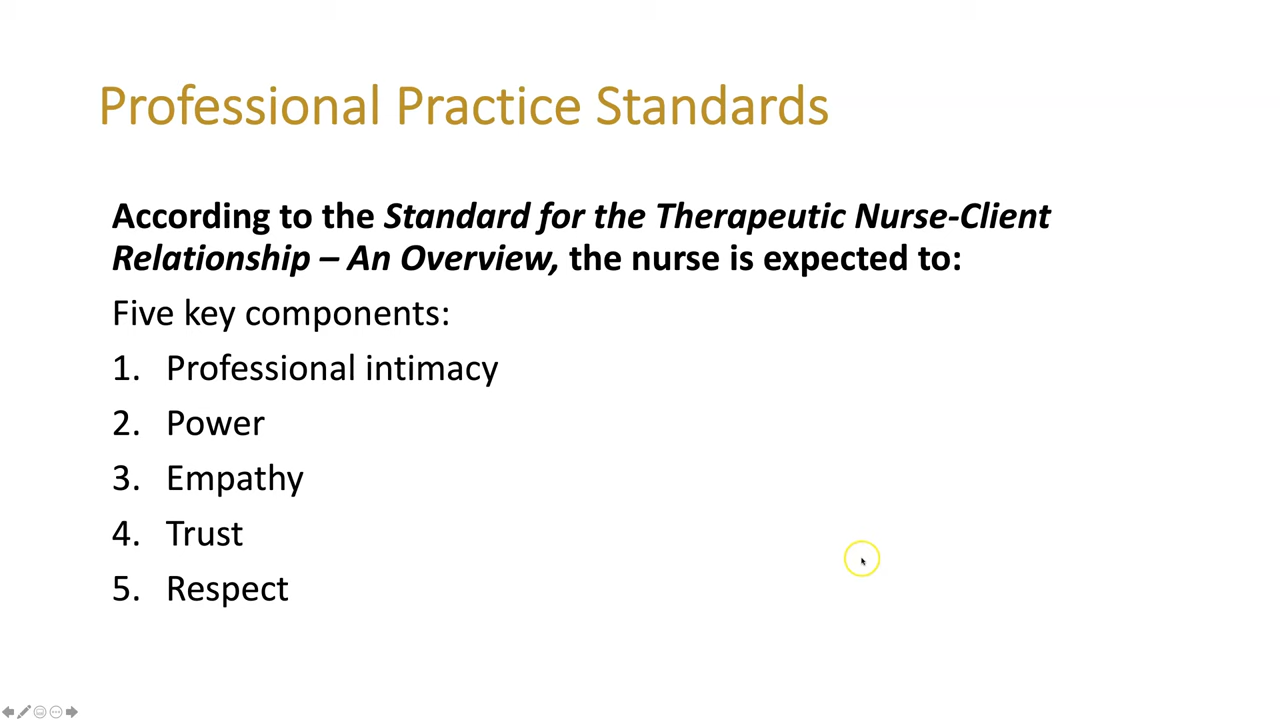 Professional Practice Standards
According to the Standard for the Therapeutic Nurse-Client
Relationship – An Overview, the nurse is expected to:
Five key components:
1. Professional intimacy
2. Power
3. Empathy
4. Trust
5. Respect